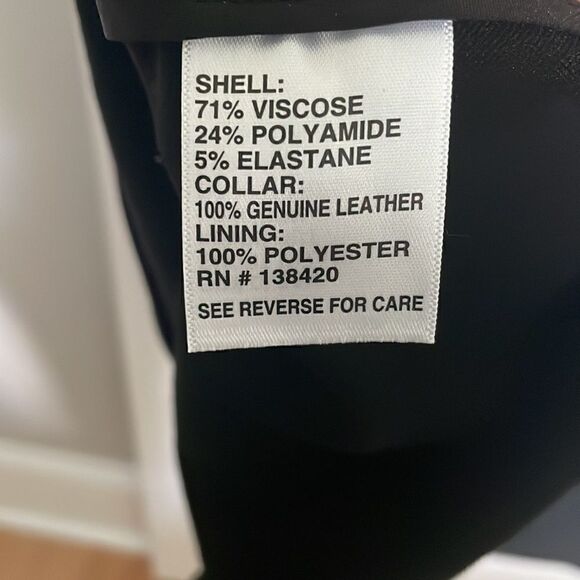 SHELL:
71% VISCOSE
24% POLYAMIDE
5% ELASTANE
COLLAR:
100% GENUINE LEATHER
LINING:
100% POLYESTER
RN # 138420
SEE REVERSE FOR CARE